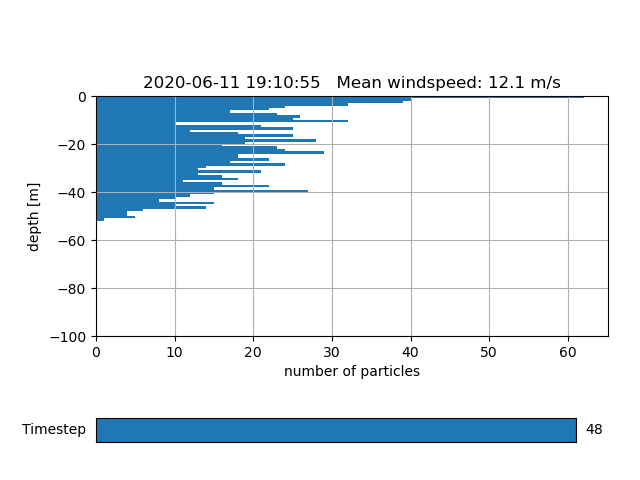 2020-06-11 19:10:55   Mean windspeed: 12.1 m/s
0
−20
−40
−60
−80
−100
depth [m]
0 10 20 30 40 50 60
number of particles
Timestep 48